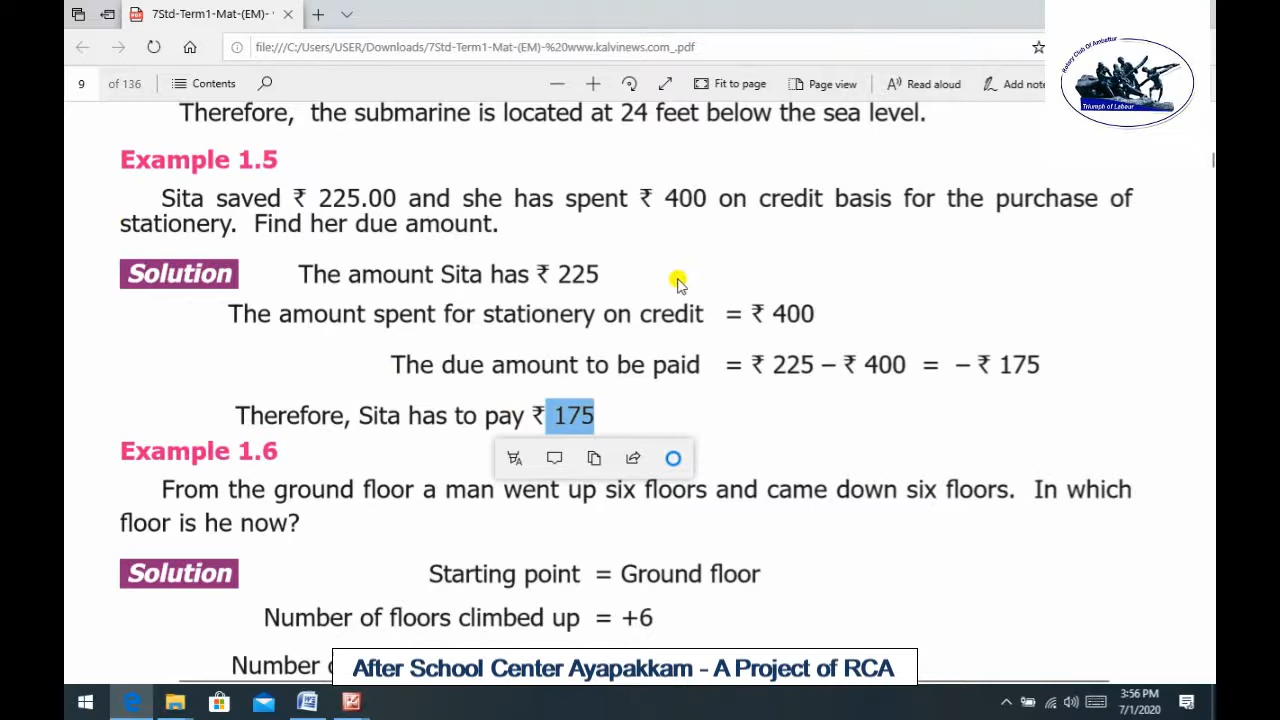 7Std-Term1-Mat-(EM)-
file:///C:/Users/USER/Downloads/7Std-Term1-Mat-(EM)-%20www.kalvinews.com_.pdf
9 of 136 Contents Fit to page Page view Read aloud Add note
Rotary Club Of Ambattur
Triumph of Labour
Therefore, the submarine is located at 24 feet below the sea level.
Example 1.5
Sita saved ₹ 225.00 and she has spent ₹ 400 on credit basis for the purchase of
stationery. Find her due amount.
Solution The amount Sita has ₹ 225
The amount spent for stationery on credit = ₹ 400
The due amount to be paid = ₹ 225 – ₹ 400 = – ₹ 175
Therefore, Sita has to pay ₹ 175
Example 1.6
From the ground floor a man went up six floors and came down six floors. In which
floor is he now?
Solution Starting point = Ground floor
Number of floors climbed up = +6
Number
After School Center Ayapakkam - A Project of RCA
3:56 PM
7/1/2020